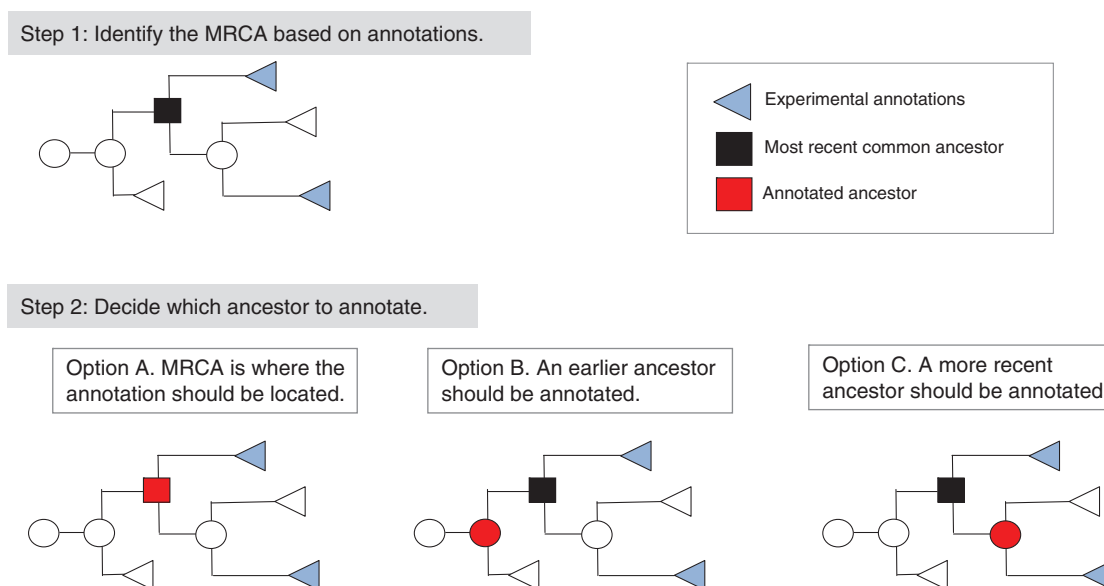 Step 1: Identify the MRCA based on annotations.
Experimental annotations
Most recent common ancestor
Annotated ancestor
Step 2: Decide which ancestor to annotate.
Option A. MRCA is where the
annotation should be located.
Option B. An earlier ancestor
should be annotated.
Option C. A more recent
ancestor should be annotated